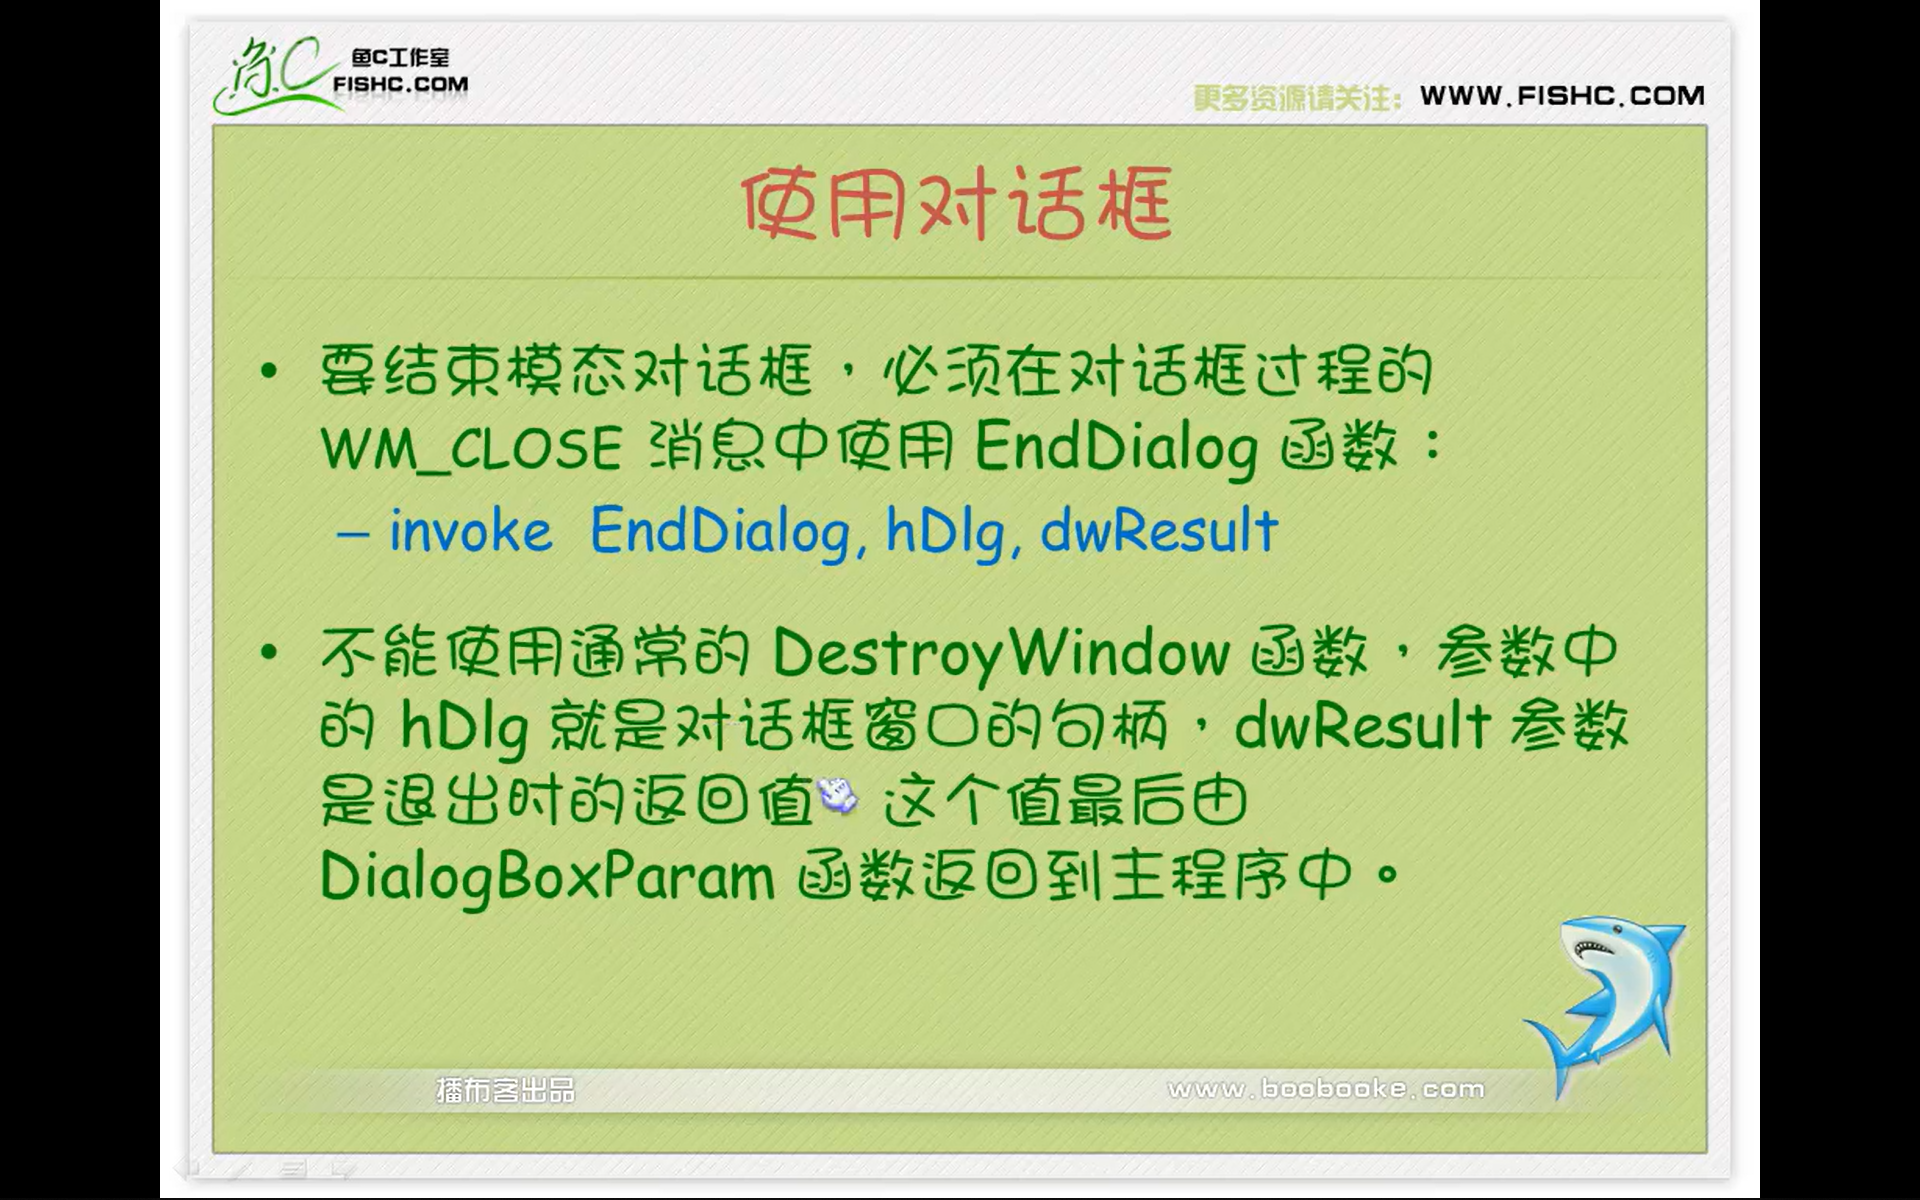 鱼C工作室
FISHC.COM
更多资源请关注: WWW.FISHC.COM
使用对话框
• 要结束模态对话框，必须在对话框过程的
WM_CLOSE 消息中使用 EndDialog 函数：
– invoke  EndDialog, hDlg, dwResult
• 不能使用通常的 DestroyWindow 函数，参数中
的 hDlg 就是对话框窗口的句柄，dwResult 参数
是退出时的返回值 这个值最后由
DialogBoxParam 函数返回到主程序中。
播布客出品
www.boobooke.com